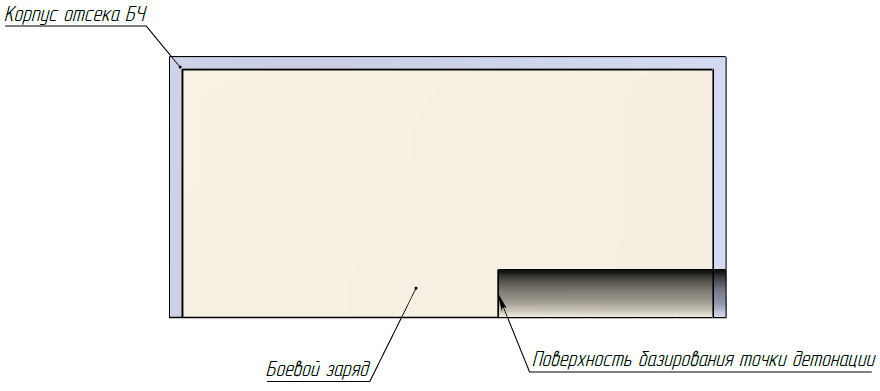 Корпус отсека БЧ
Поверхность базирования точки детонации
Боевой заряд